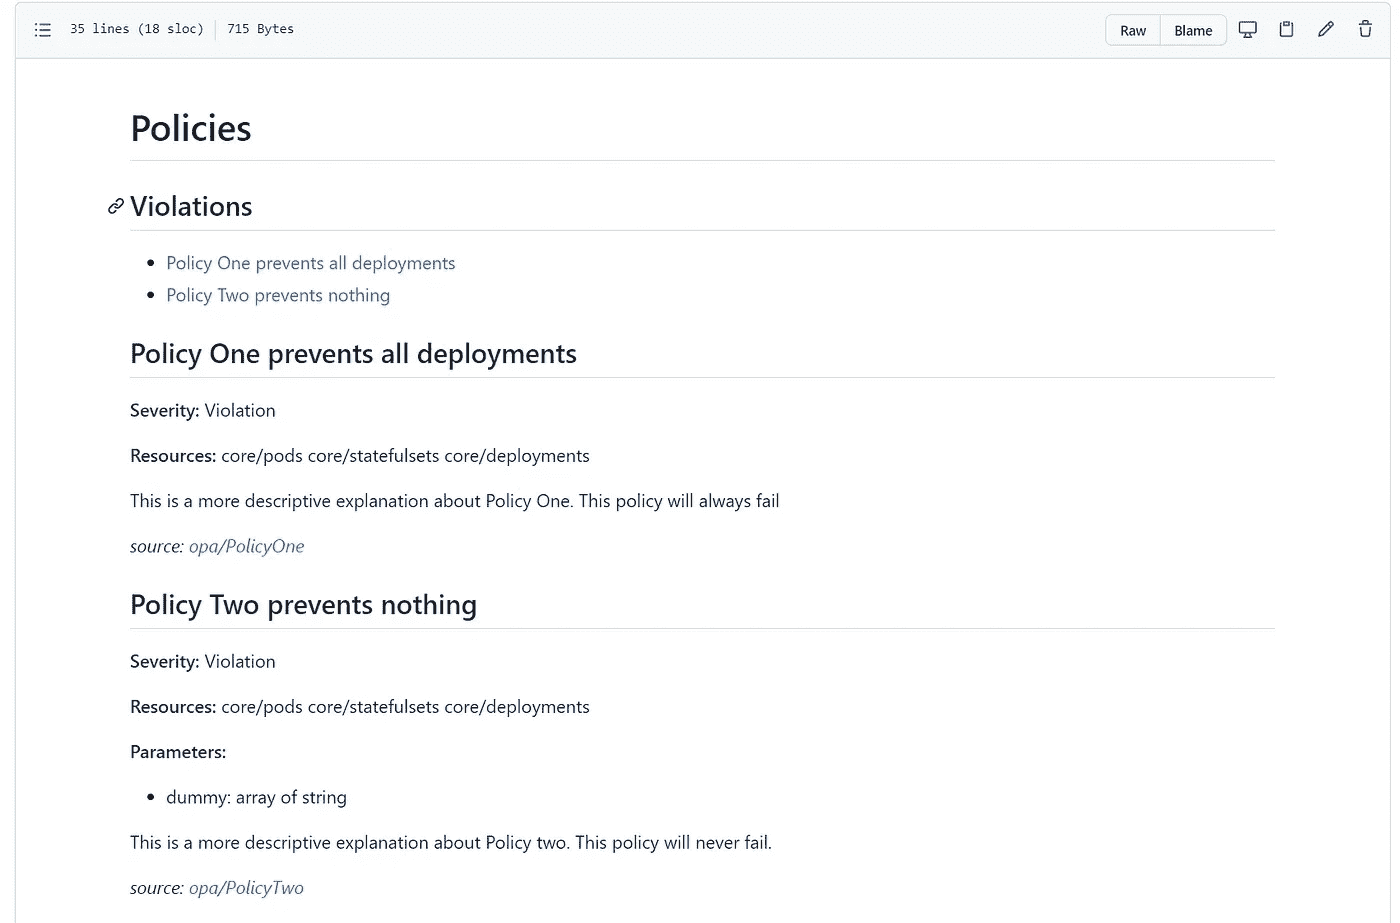 35 lines (18 sloc) 715 Bytes Raw Blame
Policies
Violations
Policy One prevents all deployments
Policy Two prevents nothing
Policy One prevents all deployments
Severity: Violation
Resources: core/pods core/statefulsets core/deployments
This is a more descriptive explanation about Policy One. This policy will always fail
source: opa/PolicyOne
Policy Two prevents nothing
Severity: Violation
Resources: core/pods core/statefulsets core/deployments
Parameters:
dummy: array of string
This is a more descriptive explanation about Policy two. This policy will never fail.
source: opa/PolicyTwo